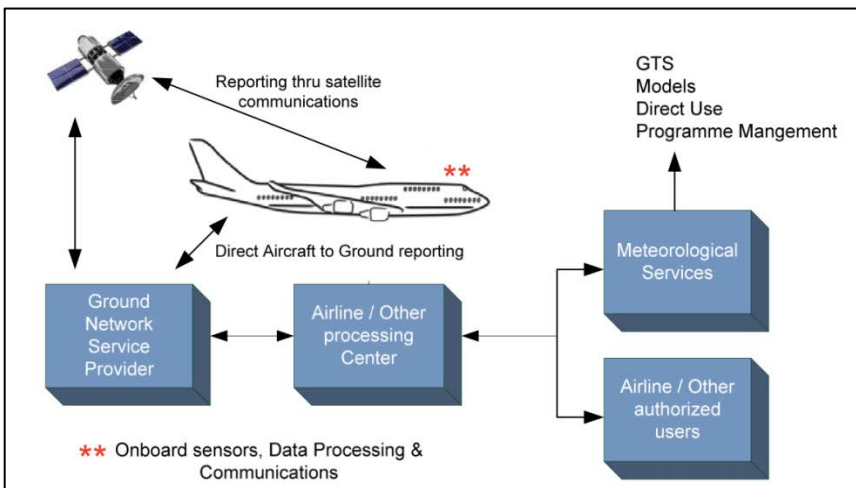 Reporting thru satellite
communications
GTS
Models
Direct Use
Programme Mangement
**
Direct Aircraft to Ground reporting
Ground
Network
Service
Provider
Airline / Other
processing
Center
Meteorological
Services
Airline / Other
authorized
users
** Onboard sensors, Data Processing &
Communications